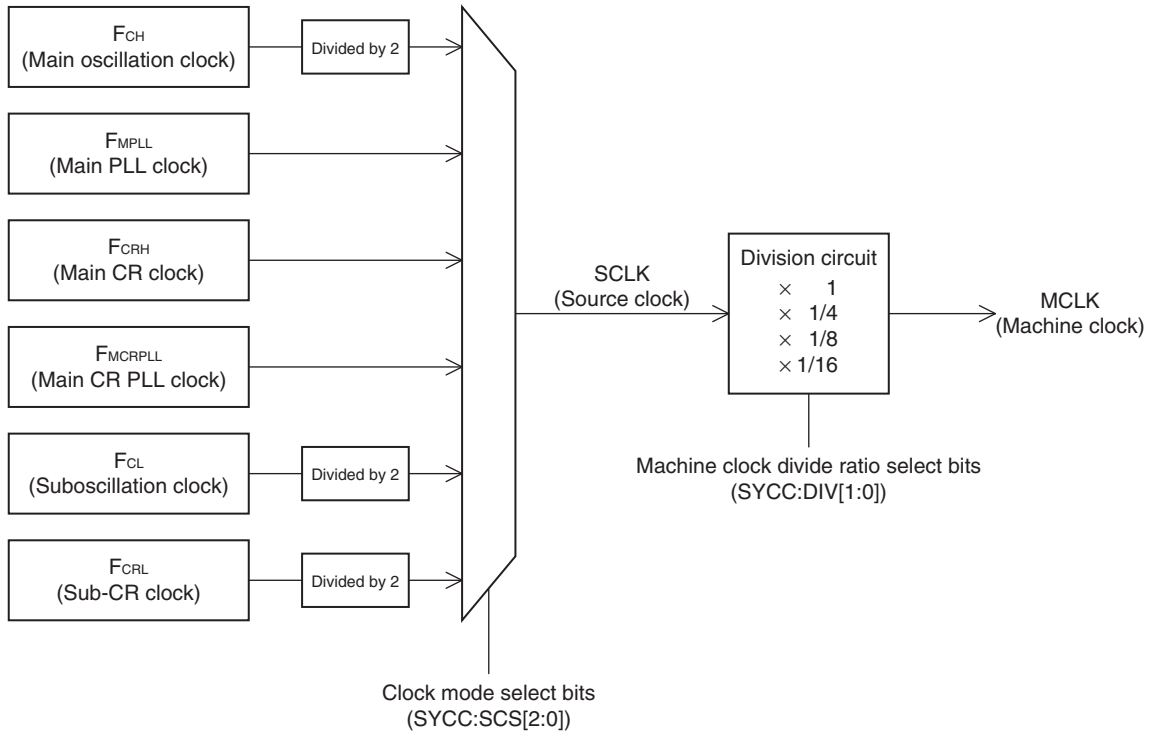 FCH
(Main oscillation clock)
Divided by 2
FMPLL
(Main PLL clock)
FCRH
(Main CR clock)
FMCRPLL
(Main CR PLL clock)
FCL
(Suboscillation clock)
Divided by 2
FCRL
(Sub-CR clock)
Divided by 2
SCLK
(Source clock)
Division circuit
× 1
× 1/4
× 1/8
× 1/16
MCLK
(Machine clock)
Machine clock divide ratio select bits
(SYCC:DIV[1:0])
Clock mode select bits
(SYCC:SCS[2:0])